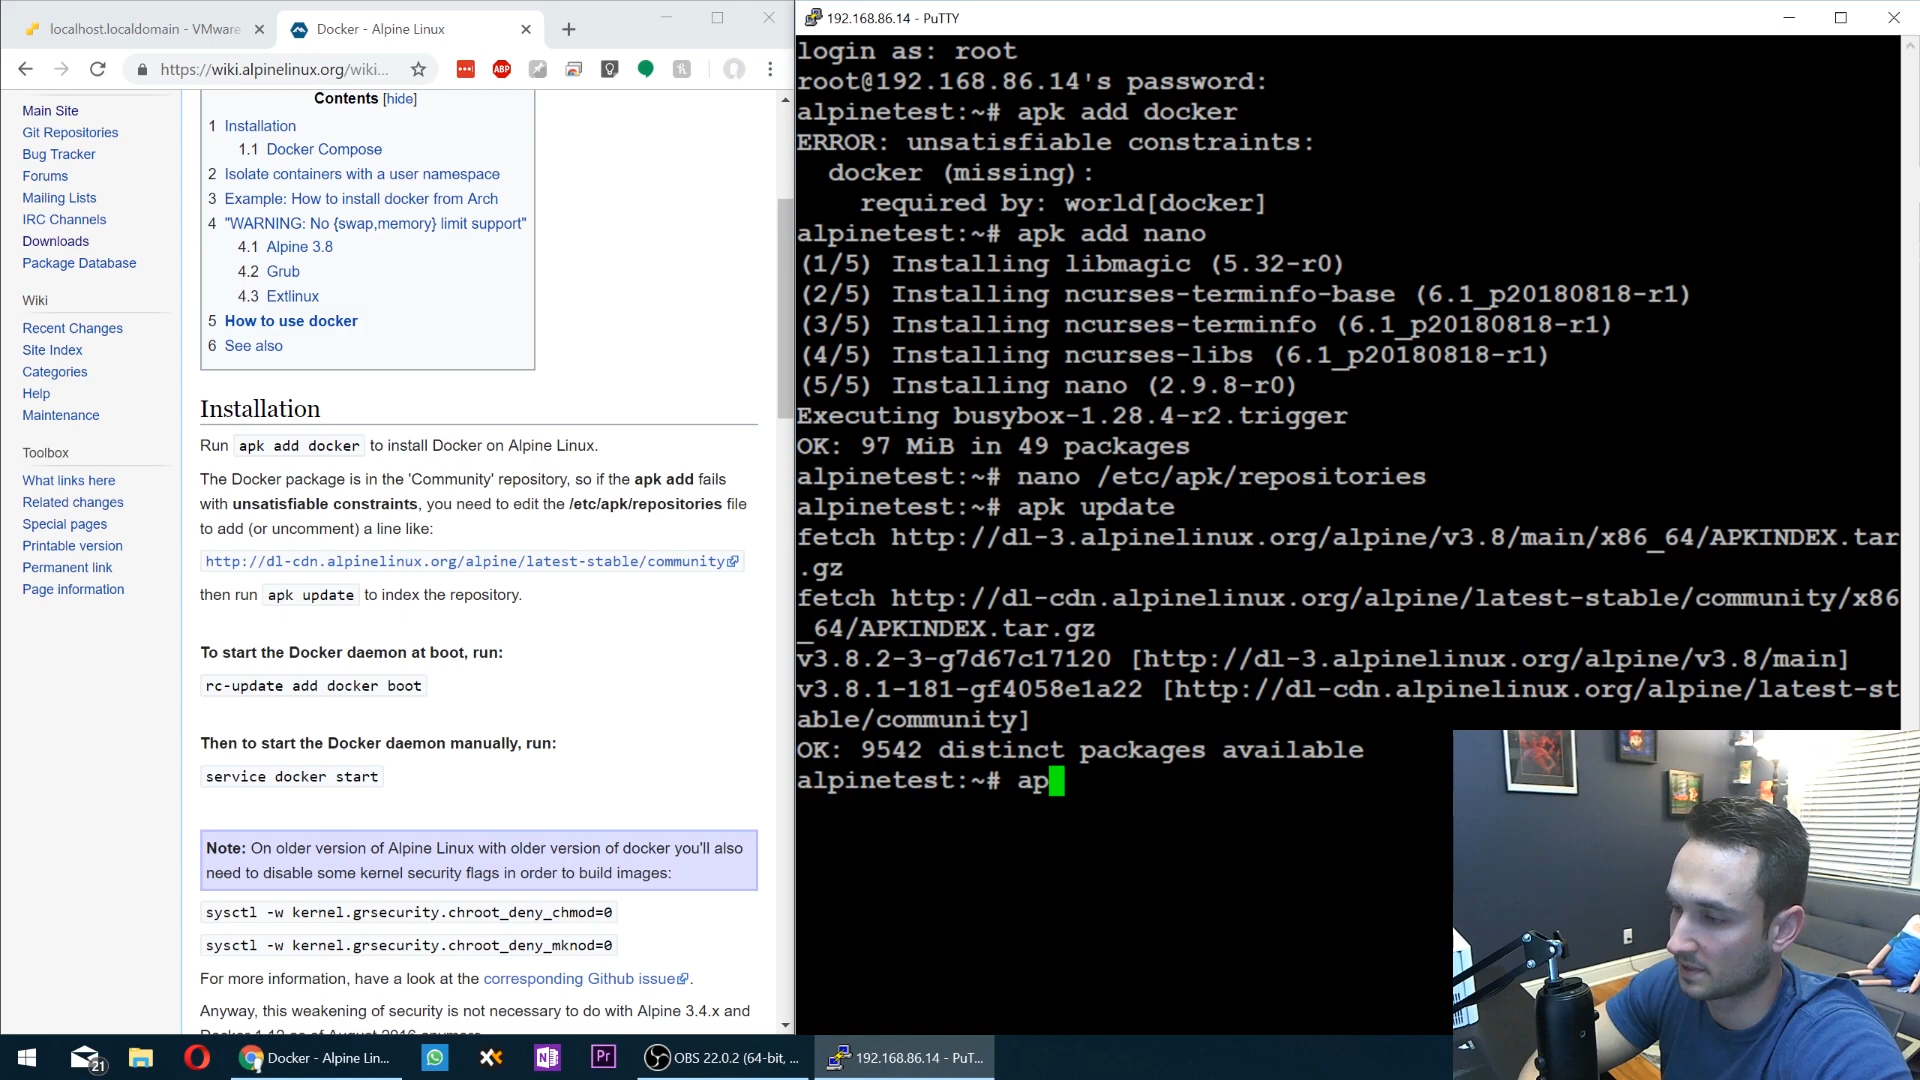 localhost.localdomain - VMware
Docker - Alpine Linux
https://wiki.alpinelinux.org/wiki...
ABP
Main Site
Git Repositories
Bug Tracker
Forums
Mailing Lists
IRC Channels
Downloads
Package Database
Wiki
Recent Changes
Site Index
Categories
Help
Maintenance
Toolbox
What links here
Related changes
Special pages
Printable version
Permanent link
Page information
Contents [hide]
1 Installation
1.1 Docker Compose
2 Isolate containers with a user namespace
3 Example: How to install docker from Arch
4 "WARNING: No {swap,memory} limit support"
4.1 Alpine 3.8
4.2 Grub
4.3 Extlinux
5 How to use docker
6 See also
Installation
Run apk add docker to install Docker on Alpine Linux.
The Docker package is in the 'Community' repository, so if the apk add fails
with unsatisfiable constraints, you need to edit the /etc/apk/repositories file
to add (or uncomment) a line like:
http://dl-cdn.alpinelinux.org/alpine/latest-stable/community
then run apk update to index the repository.
To start the Docker daemon at boot, run:
rc-update add docker boot
Then to start the Docker daemon manually, run:
service docker start
Note: On older version of Alpine Linux with older version of docker you'll also
need to disable some kernel security flags in order to build images:
sysctl -w kernel.grsecurity.chroot_deny_chmod=0
sysctl -w kernel.grsecurity.chroot_deny_mknod=0
For more information, have a look at the corresponding Github issue.
Anyway, this weakening of security is not necessary to do with Alpine 3.4.x and
Docker 1.12 as of August 2016 anymore.
192.168.86.14 - PuTTY
login as: root
root@192.168.86.14's password:
alpinetest:~# apk add docker
ERROR: unsatisfiable constraints:
docker (missing):
required by: world[docker]
alpinetest:~# apk add nano
(1/5) Installing libmagic (5.32-r0)
(2/5) Installing ncurses-terminfo-base (6.1_p20180818-r1)
(3/5) Installing ncurses-terminfo (6.1_p20180818-r1)
(4/5) Installing ncurses-libs (6.1_p20180818-r1)
(5/5) Installing nano (2.9.8-r0)
Executing busybox-1.28.4-r2.trigger
OK: 97 MiB in 49 packages
alpinetest:~# nano /etc/apk/repositories
alpinetest:~# apk update
fetch http://dl-3.alpinelinux.org/alpine/v3.8/main/x86_64/APKINDEX.tar
.gz
fetch http://dl-cdn.alpinelinux.org/alpine/latest-stable/community/x86
_64/APKINDEX.tar.gz
v3.8.2-3-g7d67c17120 [http://dl-3.alpinelinux.org/alpine/v3.8/main]
v3.8.1-181-gf4058e1a22 [http://dl-cdn.alpinelinux.org/alpine/latest-st
able/community]
OK: 9542 distinct packages available
alpinetest:~# ap
21
Docker - Alpine Lin...
N
Pr
OBS 22.0.2 (64-bit, ...
192.168.86.14 - PuT...